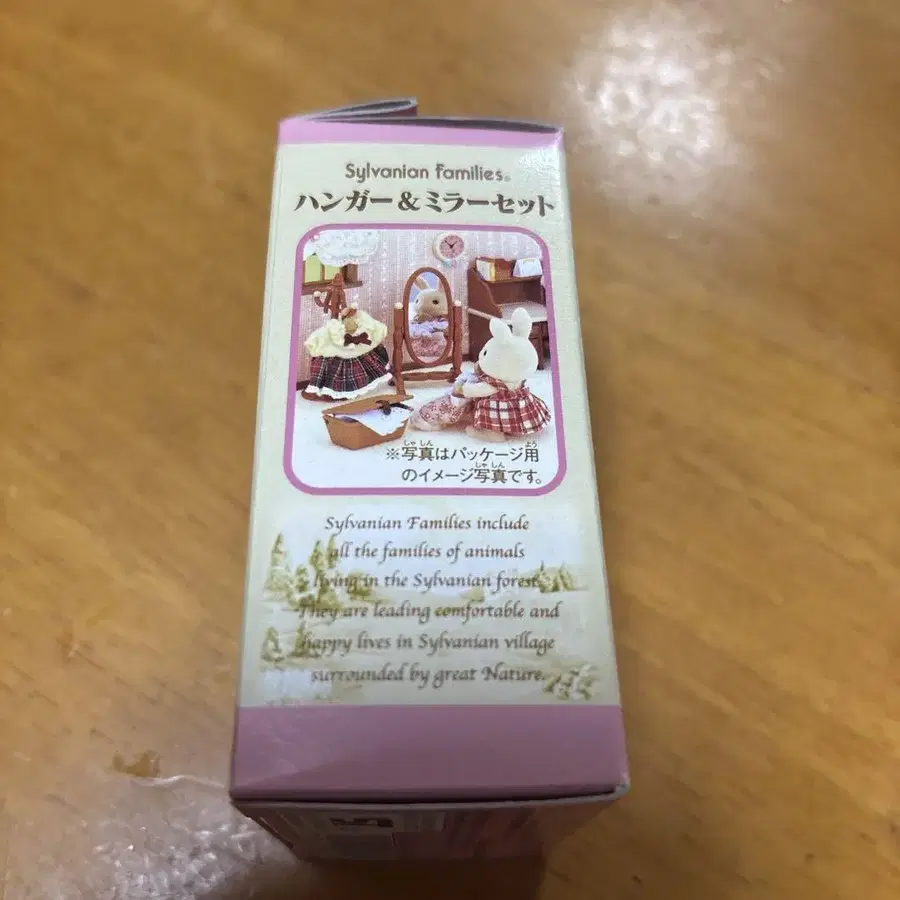 Sylvanian Families®
ハンガー&ミラーセット
※写真はパッケージ用
のイメージ写真です。
Sylvanian Families include
all the families of animals
living in the Sylvanian forest.
They are leading comfortable and
happy lives in Sylvanian village
surrounded by great Nature.